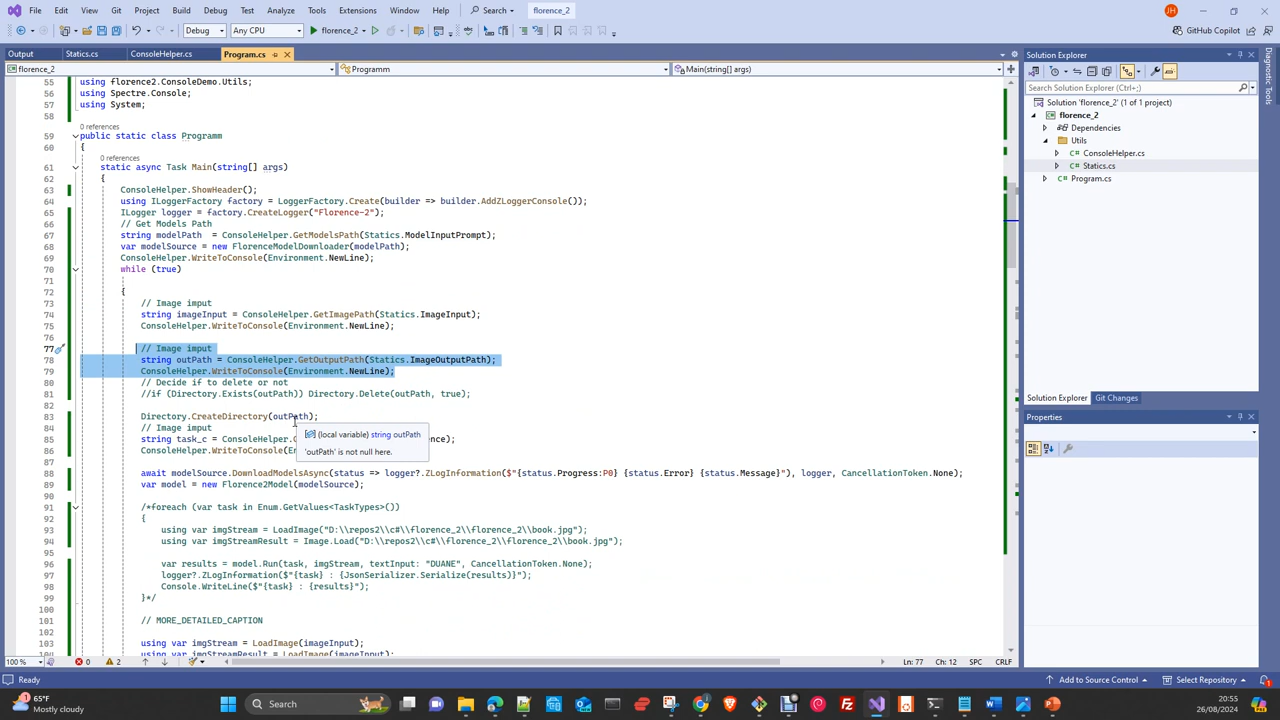 File Edit View Git Project Build Debug Test Analyze Tools Extensions Window Help Search florence_2 JH
Debug Any CPU florence_2 GitHub Copilot
Output Statics.cs ConsoleHelper.cs Program.cs
florence_2 Programm Main(string[] args)
55 using florence2.ConsoleDemo.Utils;
56 using Spectre.Console;
57 using System;
58
0 references
59 public static class Programm
60 {
0 references
61 static async Task Main(string[] args)
62 {
63 ConsoleHelper.ShowHeader();
64 using ILoggerFactory factory = LoggerFactory.Create(builder => builder.AddZLoggerConsole());
65 ILogger logger = factory.CreateLogger("Florence-2");
66 // Get Models Path
67 string modelPath = ConsoleHelper.GetModelsPath(Statics.ModelInputPrompt);
68 var modelSource = new FlorenceModelDownloader(modelPath);
69 ConsoleHelper.WriteToConsole(Environment.NewLine);
70 while (true)
71
72 {
73 // Image imput
74 string imageInput = ConsoleHelper.GetImagePath(Statics.ImageInput);
75 ConsoleHelper.WriteToConsole(Environment.NewLine);
76
77 // Image imput
78 string outPath = ConsoleHelper.GetOutputPath(Statics.ImageOutputPath);
79 ConsoleHelper.WriteToConsole(Environment.NewLine);
80 // Decide if to delete or not
81 //if (Directory.Exists(outPath)) Directory.Delete(outPath, true);
82
83 Directory.CreateDirectory(outPath);
84 // Image imput
(local variable) string outPath
85 string task_c = ConsoleHelper. ence);
86 ConsoleHelper.WriteToConsole(En
'outPath' is not null here.
87
88 await modelSource.DownloadModelsAsync(status => logger?.ZLogInformation($"{status.Progress:P0} {status.Error} {status.Message}"), logger, CancellationToken.None);
89 var model = new Florence2Model(modelSource);
90
91 /*foreach (var task in Enum.GetValues<TaskTypes>())
92 {
93 using var imgStream = LoadImage("D:\\repos2\\c#\\florence_2\\florence_2\\book.jpg");
94 using var imgStreamResult = Image.Load("D:\\repos2\\c#\\florence_2\\florence_2\\book.jpg");
95
96 var results = model.Run(task, imgStream, textInput: "DUANE", CancellationToken.None);
97 logger?.ZLogInformation($"{task} : {JsonSerializer.Serialize(results)}");
98 Console.WriteLine($"{task} : {results}");
99 }*/
100
101 // MORE_DETAILED_CAPTION
102
103 using var imgStream = LoadImage(imageInput);
104 using var imgStreamResult = LoadImage(imageInput);
100 % 0 2 Ln: 77 Ch: 12 SPC CRLF
Solution Explorer
Search Solution Explorer (Ctrl+;)
Solution 'florence_2' (1 of 1 project)
florence_2
Dependencies
Utils
ConsoleHelper.cs
Statics.cs
Program.cs
Solution Explorer Git Changes
Properties
Diagnostic Tools
Ready Add to Source Control Select Repository
65°F
Mostly cloudy
Search
20:55
26/08/2024